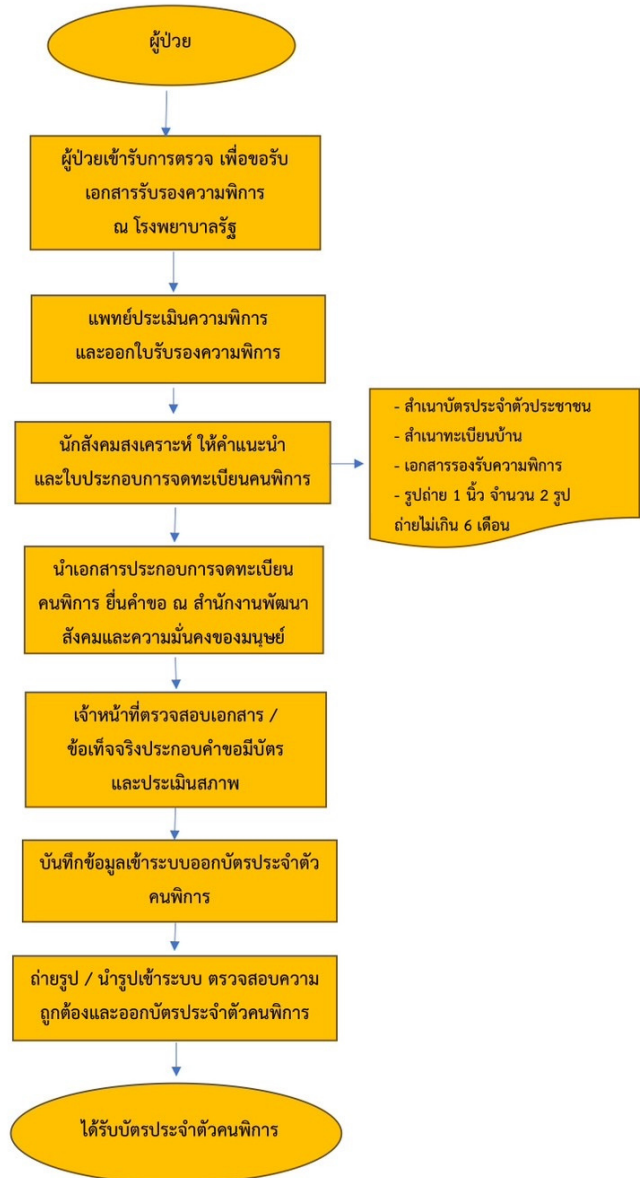 ผู้ป่วย
ผู้ป่วยเข้ารับการตรวจ เพื่อขอรับ
เอกสารรับรองความพิการ
ณ โรงพยาบาลรัฐ
แพทย์ประเมินความพิการ
และออกใบรับรองความพิการ
นักสังคมสงเคราะห์ ให้คำแนะนำ
และใบประกอบการจดทะเบียนคนพิการ
- สำเนาบัตรประจำตัวประชาชน
- สำเนาทะเบียนบ้าน
- เอกสารรองรับความพิการ
- รูปถ่าย 1 นิ้ว จำนวน 2 รูป
ถ่ายไม่เกิน 6 เดือน
นำเอกสารประกอบการจดทะเบียน
คนพิการ ยื่นคำขอ ณ สำนักงานพัฒนา
สังคมและความมั่นคงของมนุษย์
เจ้าหน้าที่ตรวจสอบเอกสาร /
ข้อเท็จจริงประกอบคำขอมีบัตร
และประเมินสภาพ
บันทึกข้อมูลเข้าระบบออกบัตรประจำตัว
คนพิการ
ถ่ายรูป / นำรูปเข้าระบบ ตรวจสอบความ
ถูกต้องและออกบัตรประจำตัวคนพิการ
ได้รับบัตรประจำตัวคนพิการ